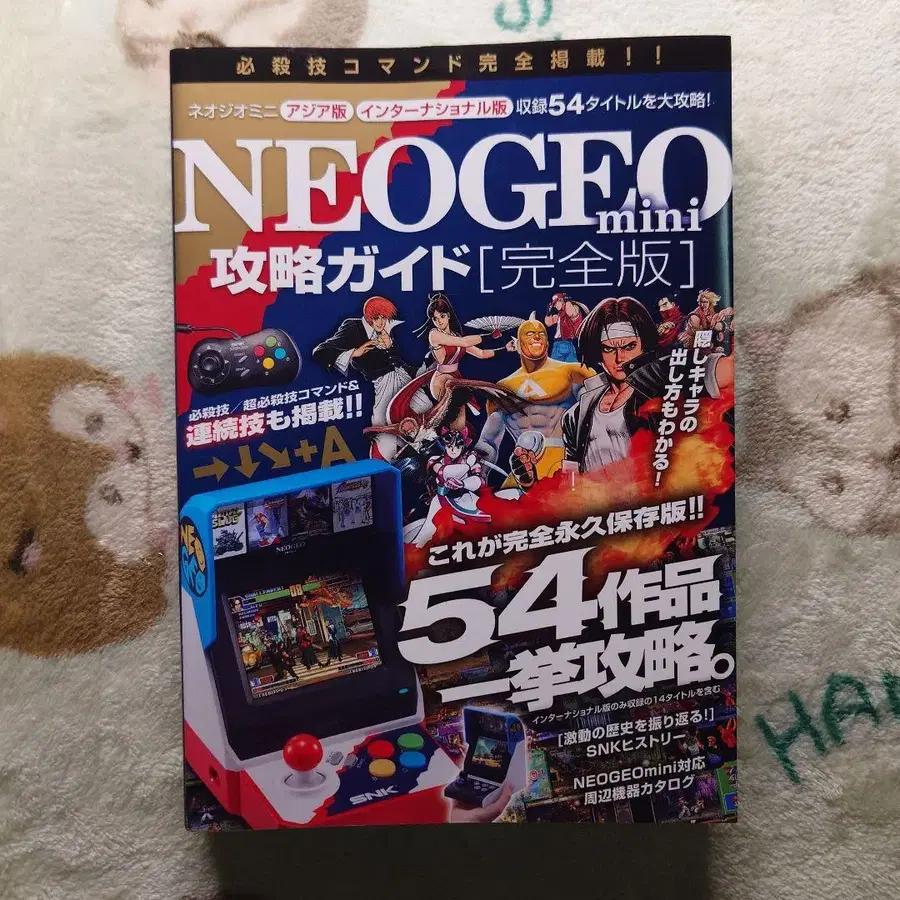 必殺技コマンド完全掲載！！
ネオジオミニ アジア版 インターナショナル版 収録54タイトルを大攻略！
NEOGEO
mini
攻略ガイド［完全版］
隠しキャラの
出し方もわかる！
必殺技／超必殺技コマンド&
連続技も掲載！！
+A
これが完全永久保存版！！
54作品
一挙攻略。
インターナショナル版のみ収録の14タイトルを含む
［激動の歴史を振り返る！］
SNKヒストリー
NEOGEOmini対応
周辺機器カタログ
NEO
GEO
NEOGEO
SNK
HA